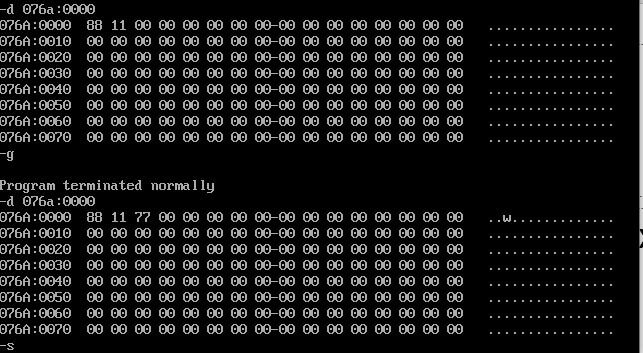 -d 076a:0000
076A:0000  88 11 00 00 00 00 00 00-00 00 00 00 00 00 00 00   ................
076A:0010  00 00 00 00 00 00 00 00-00 00 00 00 00 00 00 00   ................
076A:0020  00 00 00 00 00 00 00 00-00 00 00 00 00 00 00 00   ................
076A:0030  00 00 00 00 00 00 00 00-00 00 00 00 00 00 00 00   ................
076A:0040  00 00 00 00 00 00 00 00-00 00 00 00 00 00 00 00   ................
076A:0050  00 00 00 00 00 00 00 00-00 00 00 00 00 00 00 00   ................
076A:0060  00 00 00 00 00 00 00 00-00 00 00 00 00 00 00 00   ................
076A:0070  00 00 00 00 00 00 00 00-00 00 00 00 00 00 00 00   ................
-g
Program terminated normally
-d 076a:0000
076A:0000  88 11 77 00 00 00 00 00-00 00 00 00 00 00 00 00   ..w.............
076A:0010  00 00 00 00 00 00 00 00-00 00 00 00 00 00 00 00   ................
076A:0020  00 00 00 00 00 00 00 00-00 00 00 00 00 00 00 00   ................
076A:0030  00 00 00 00 00 00 00 00-00 00 00 00 00 00 00 00   ................
076A:0040  00 00 00 00 00 00 00 00-00 00 00 00 00 00 00 00   ................
076A:0050  00 00 00 00 00 00 00 00-00 00 00 00 00 00 00 00   ................
076A:0060  00 00 00 00 00 00 00 00-00 00 00 00 00 00 00 00   ................
076A:0070  00 00 00 00 00 00 00 00-00 00 00 00 00 00 00 00   ................
-s